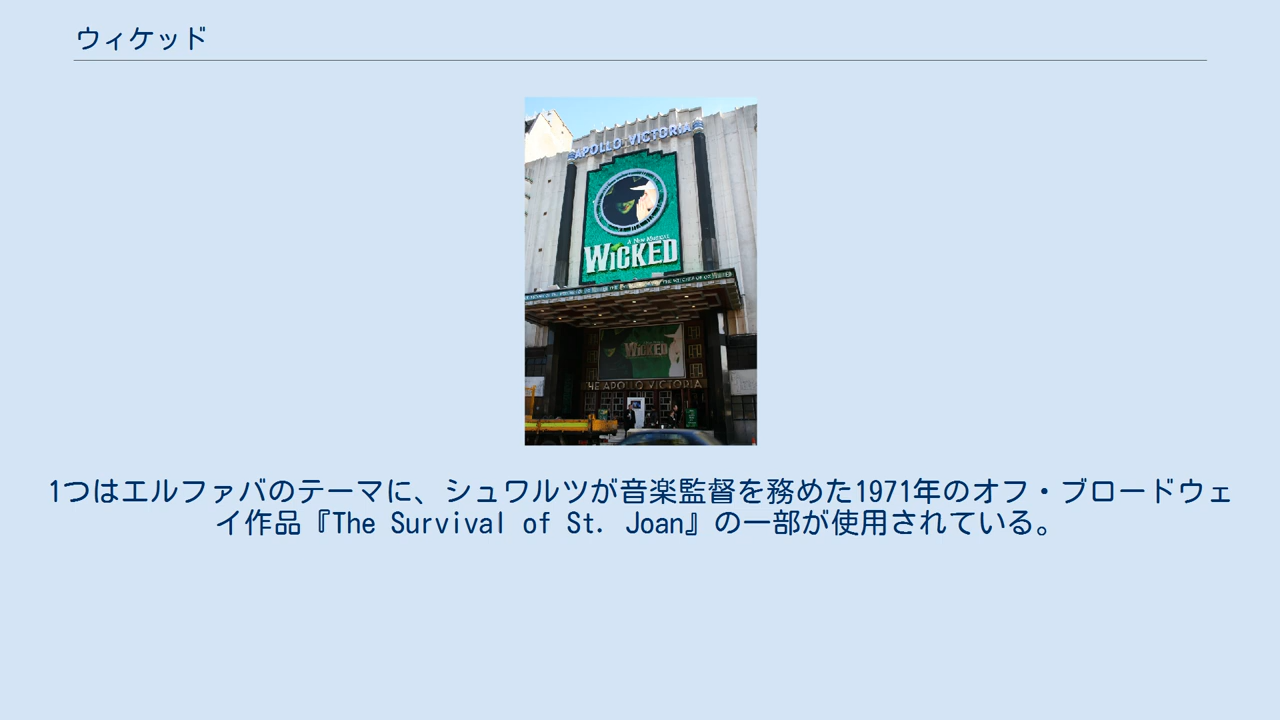 ウィケッド
APOLLO VICTORIA
A NEW MUSICAL
WICKED
WICKED
THE APOLLO VICTORIA
1つはエルファバのテーマに、シュワルツが音楽監督を務めた1971年のオフ・ブロードウェ
イ作品『The Survival of St. Joan』の一部が使用されている。